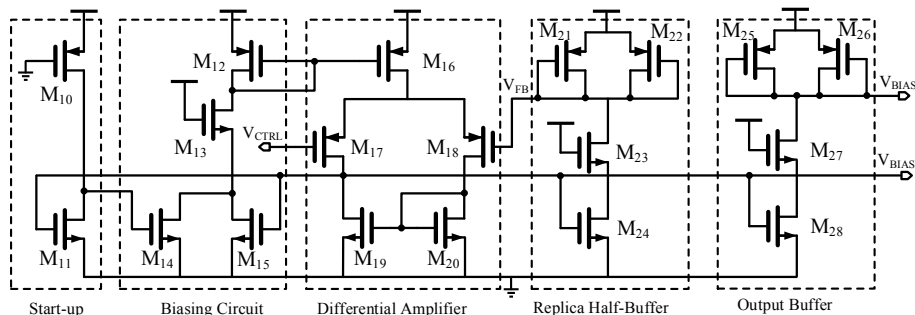 M21
M22
M25
M26
M10
M12
M16
VFB
VBIAS
M13
VCTRL
M17
M18
M23
M27
VBIAS
M11
M14
M15
M19
M20
M24
M28
Start-up
Biasing Circuit
Differential Amplifier
Replica Half-Buffer
Output Buffer